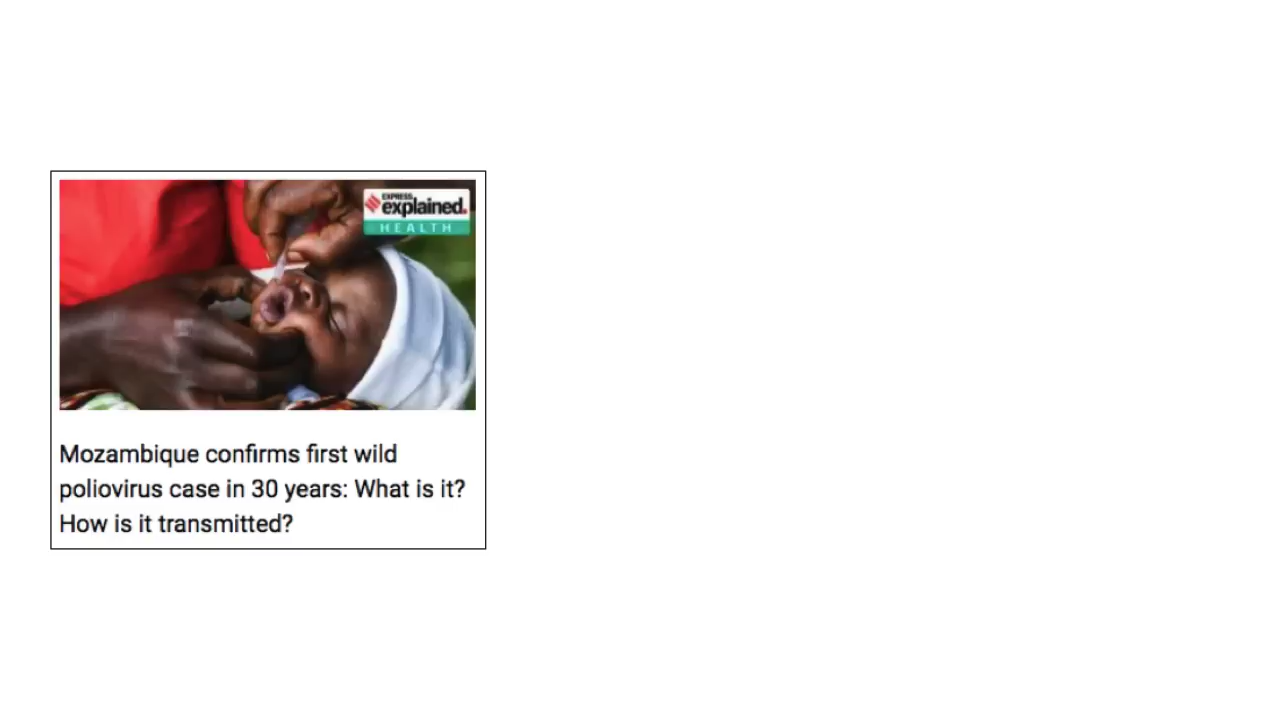 EXPRESS
explained.
HEALTH
Mozambique confirms first wild
poliovirus case in 30 years: What is it?
How is it transmitted?